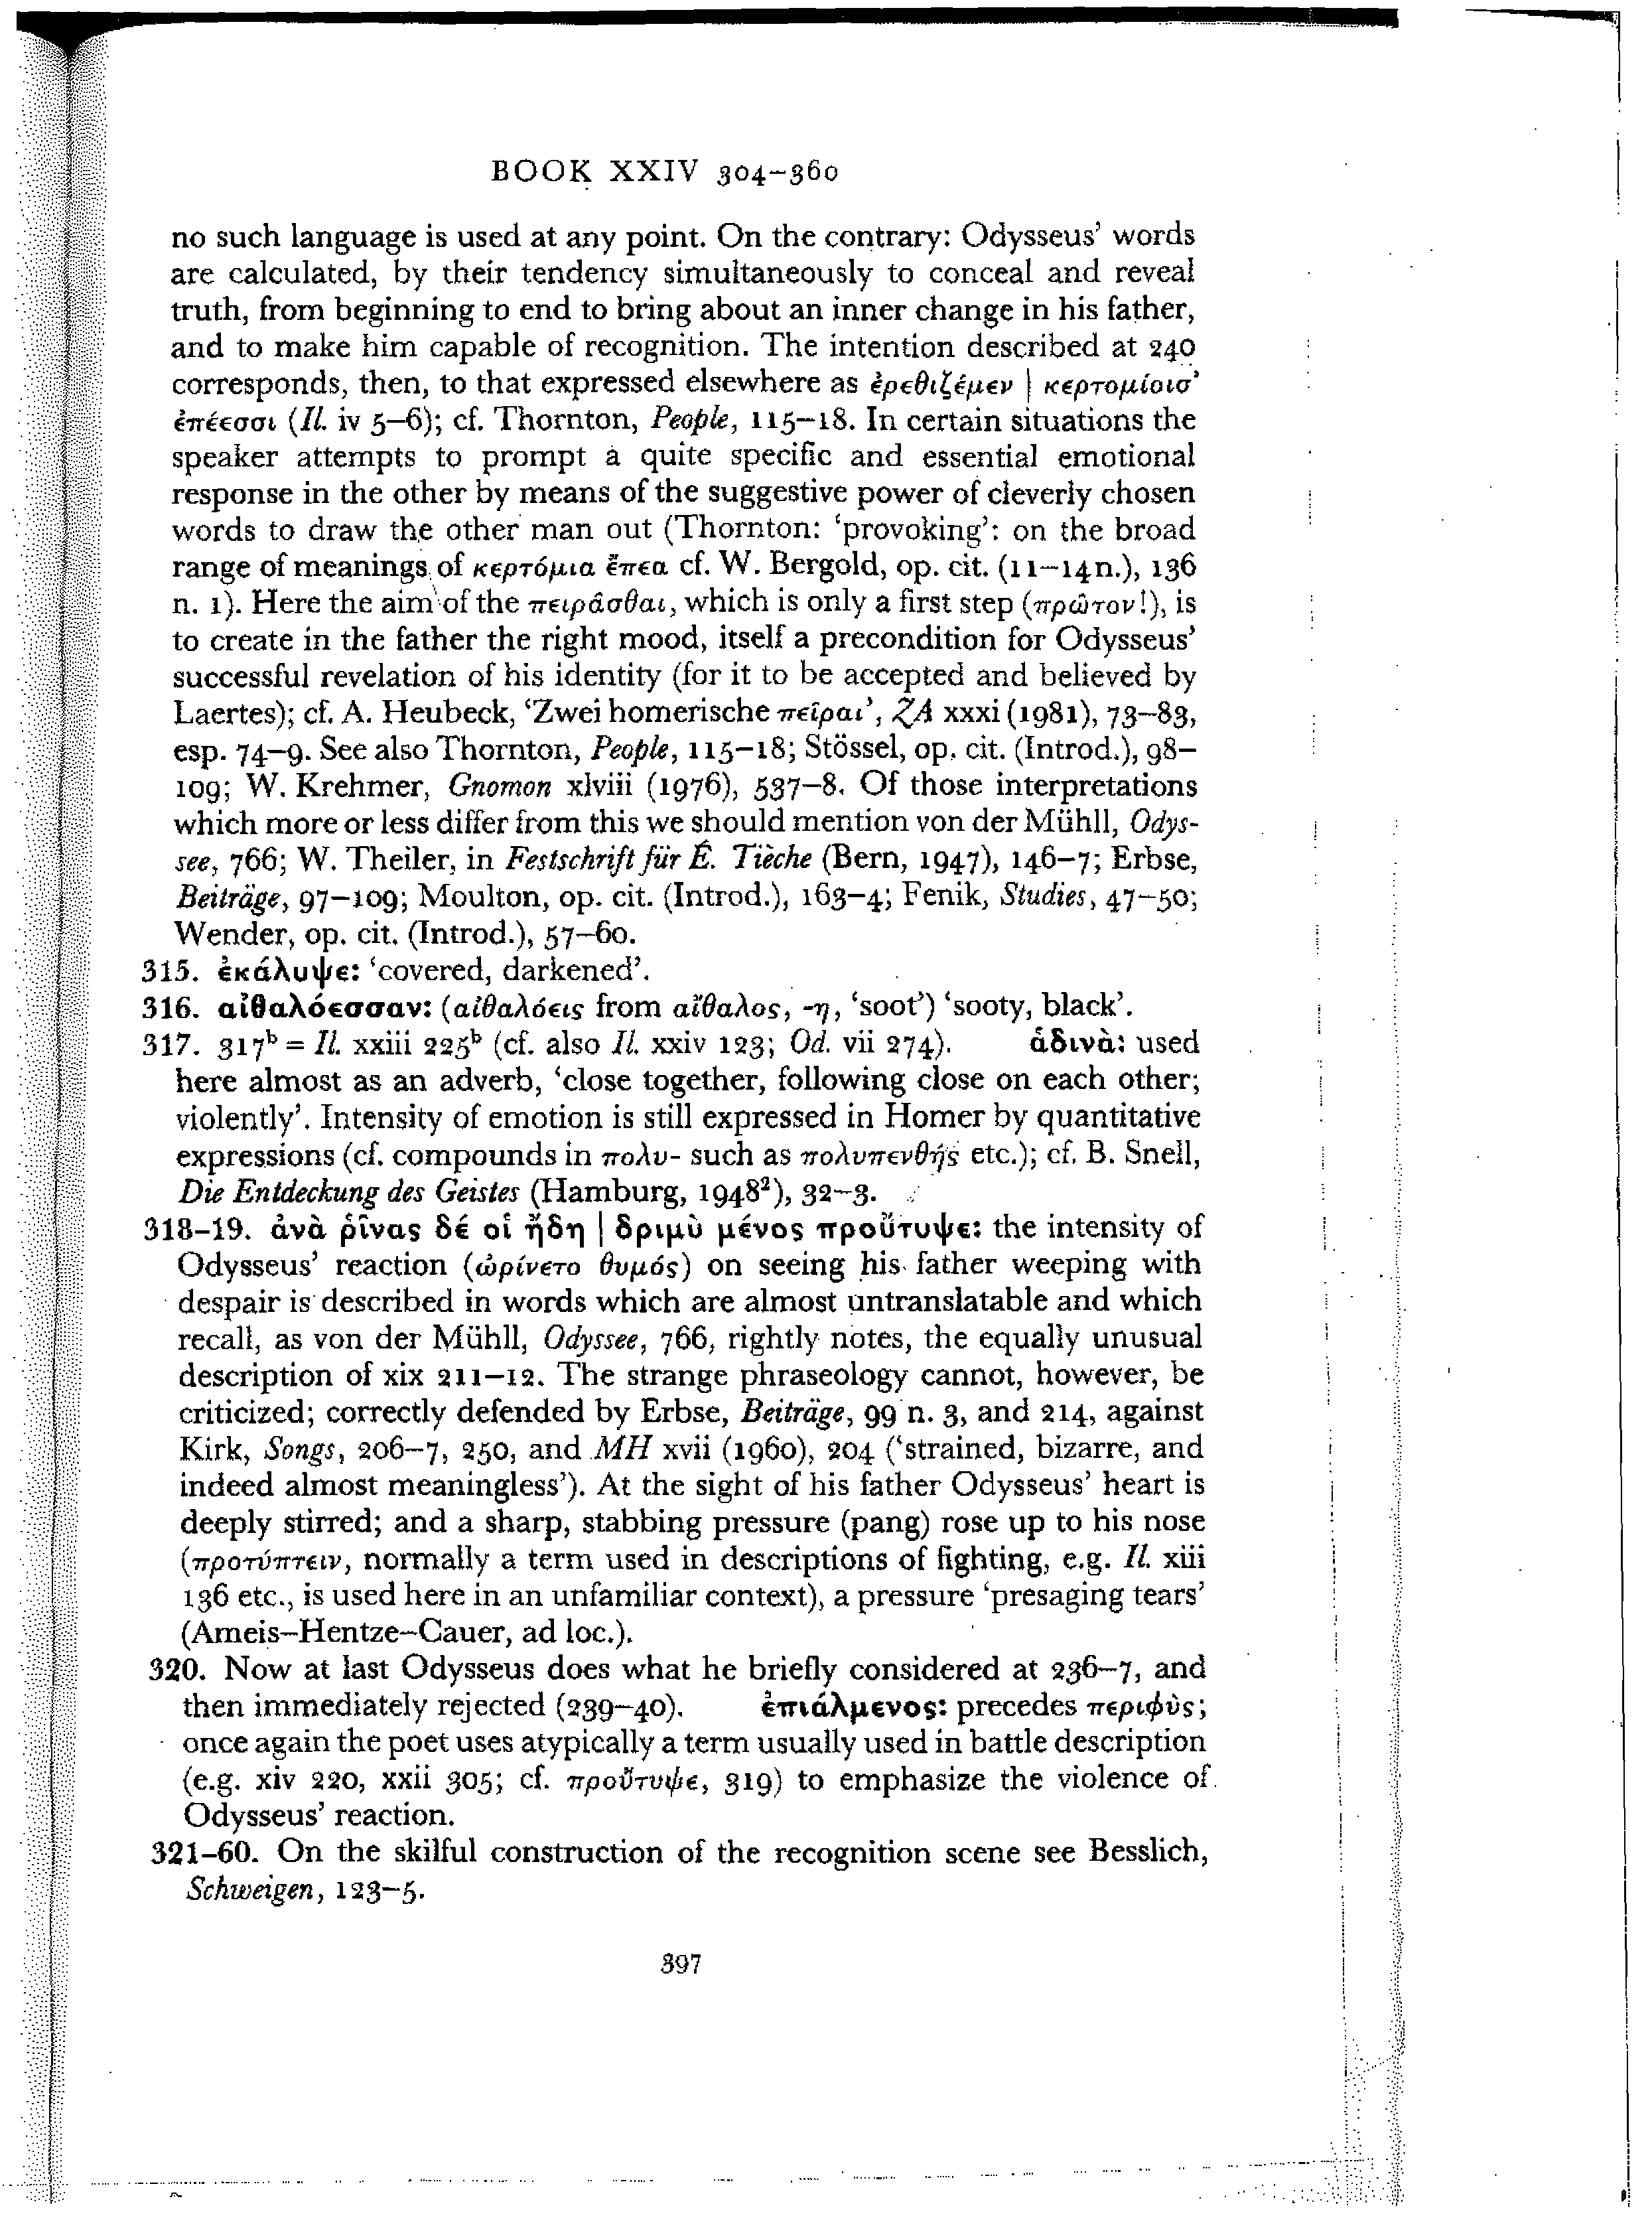 BOOK XXIV 304–360
no such language is used at any point. On the contrary: Odysseus’ words
are calculated, by their tendency simultaneously to conceal and reveal
truth, from beginning to end to bring about an inner change in his father,
and to make him capable of recognition. The intention described at 240
corresponds, then, to that expressed elsewhere as ἐρεθιζέμεν | κερτομίοισ’
ἐπέεσσι (Il. iv 5–6); cf. Thornton, People, 115–18. In certain situations the
speaker attempts to prompt a quite specific and essential emotional
response in the other by means of the suggestive power of cleverly chosen
words to draw the other man out (Thornton: ‘provoking’: on the broad
range of meanings of κερτόμια ἔπεα cf. W. Bergold, op. cit. (11–14n.), 136
n. 1). Here the aim of the πειρᾶσθαι, which is only a first step (πρῶτον!), is
to create in the father the right mood, itself a precondition for Odysseus’
successful revelation of his identity (for it to be accepted and believed by
Laertes); cf. A. Heubeck, ‘Zwei homerische πεῖραι’, ZA xxxi (1981), 73–83,
esp. 74–9. See also Thornton, People, 115–18; Stössel, op. cit. (Introd.), 98–
109; W. Krehmer, Gnomon xlviii (1976), 537–8. Of those interpretations
which more or less differ from this we should mention von der Mühll, Odys-
see, 766; W. Theiler, in Festschrift für É. Tièche (Bern, 1947), 146–7; Erbse,
Beiträge, 97–109; Moulton, op. cit. (Introd.), 163–4; Fenik, Studies, 47–50;
Wender, op. cit. (Introd.), 57–60.
315. ἐκάλυψε: ‘covered, darkened’.
316. αἰθαλόεσσαν: (αἰθαλόεις from αἴθαλος, -η, ‘soot’) ‘sooty, black’.
317. 317ᵇ = Il. xxiii 225ᵇ (cf. also Il. xxiv 123; Od. vii 274). ἁδινὰ: used
here almost as an adverb, ‘close together, following close on each other;
violently’. Intensity of emotion is still expressed in Homer by quantitative
expressions (cf. compounds in πολυ- such as πολυπενθής etc.); cf. B. Snell,
Die Entdeckung des Geistes (Hamburg, 1948²), 32–3.
318–19. ἀνὰ ῥῖνας δέ οἱ ἤδη | δριμὺ μένος προὔτυψε: the intensity of
Odysseus’ reaction (ὠρίνετο θυμός) on seeing his father weeping with
despair is described in words which are almost untranslatable and which
recall, as von der Mühll, Odyssee, 766, rightly notes, the equally unusual
description of xix 211–12. The strange phraseology cannot, however, be
criticized; correctly defended by Erbse, Beiträge, 99 n. 3, and 214, against
Kirk, Songs, 206–7, 250, and MH xvii (1960), 204 (‘strained, bizarre, and
indeed almost meaningless’). At the sight of his father Odysseus’ heart is
deeply stirred; and a sharp, stabbing pressure (pang) rose up to his nose
(προτύπτειν, normally a term used in descriptions of fighting, e.g. Il. xiii
136 etc., is used here in an unfamiliar context), a pressure ‘presaging tears’
(Ameis–Hentze–Cauer, ad loc.).
320. Now at last Odysseus does what he briefly considered at 236–7, and
then immediately rejected (239–40). ἐπιάλμενος: precedes περιφὺς;
once again the poet uses atypically a term usually used in battle description
(e.g. xiv 220, xxii 305; cf. προὔτυψε, 319) to emphasize the violence of
Odysseus’ reaction.
321–60. On the skilful construction of the recognition scene see Besslich,
Schweigen, 123–5.
397